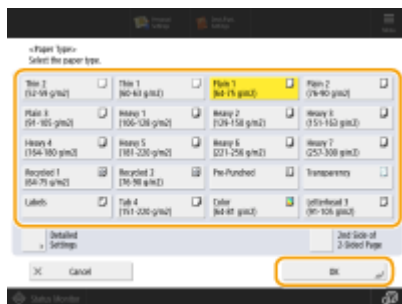 <Paper Type>
Select the paper type.
Thin 2
(52-59 g/m2)
Thin 1
(60-63 g/m2)
Plain 1
(64-75 g/m2)
Plain 2
(76-90 g/m2)
Plain 3
(91-105 g/m2)
Heavy 1
(106-128 g/m2)
Heavy 2
(129-150 g/m2)
Heavy 3
(151-163 g/m2)
Heavy 4
(164-180 g/m2)
Heavy 5
(181-220 g/m2)
Heavy 6
(221-256 g/m2)
Heavy 7
(257-300 g/m2)
Recycled 1
(64-75 g/m2)
Recycled 2
(76-90 g/m2)
Pre-Punched
Transparency
Labels
Tab 4
(151-220 g/m2)
Color
(64-81 g/m2)
Letterhead 3
(91-105 g/m2)
Detailed
Settings
2nd Side of
2-Sided Page
Cancel
OK
Status Monitor